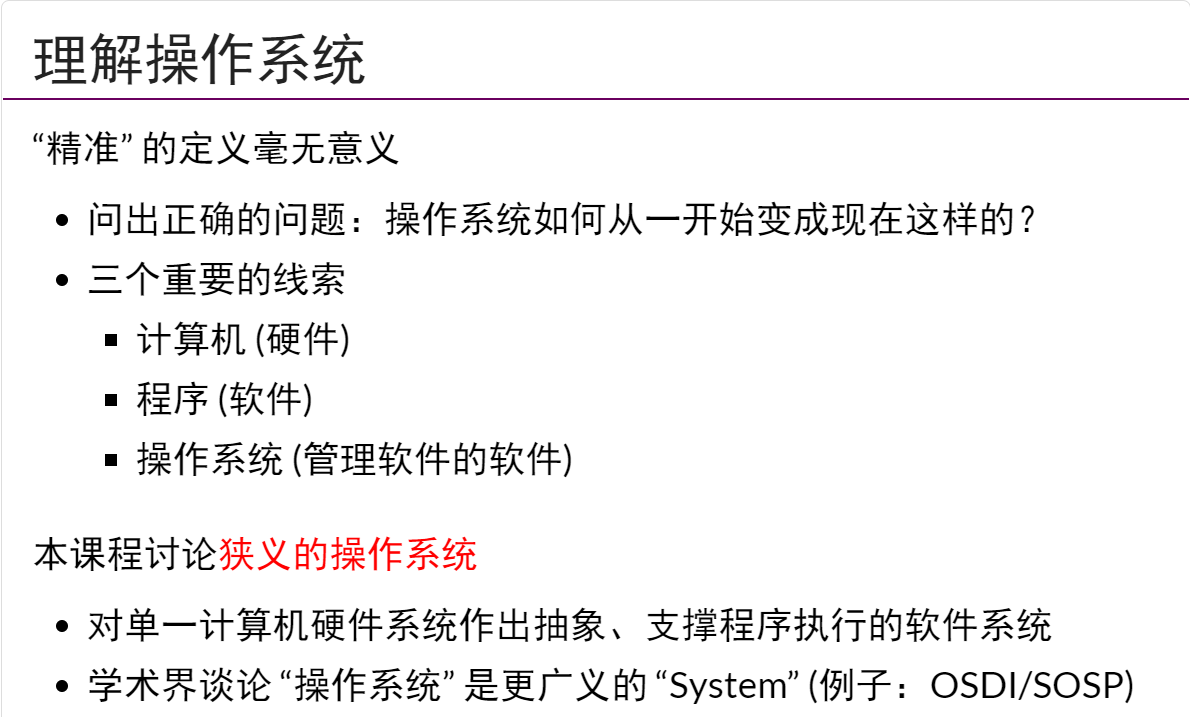 理解操作系统
“精准” 的定义毫无意义
问出正确的问题：操作系统如何从一开始变成现在这样的？
三个重要的线索
计算机 (硬件)
程序 (软件)
操作系统 (管理软件的软件)
本课程讨论狭义的操作系统
对单一计算机硬件系统作出抽象、支撑程序执行的软件系统
学术界谈论 “操作系统” 是更广义的 “System” (例子：OSDI/SOSP)